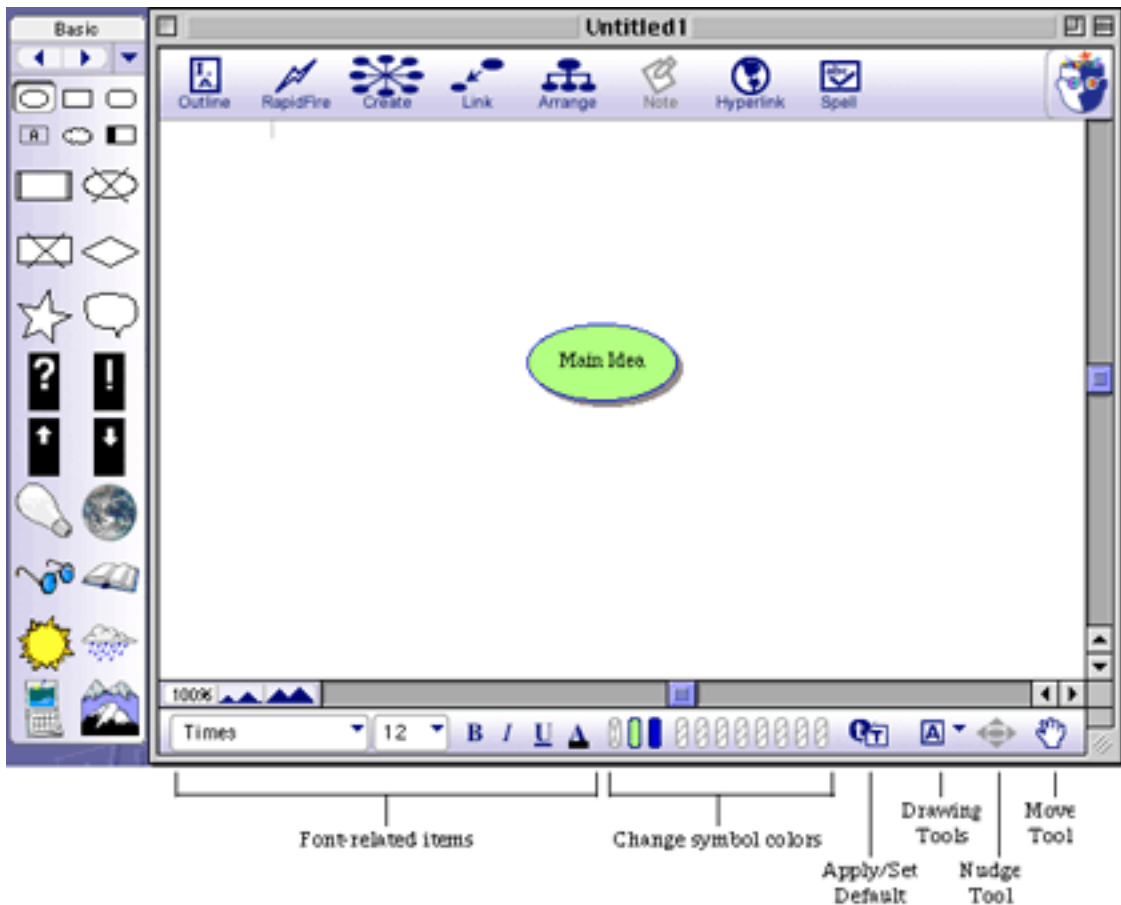 Basic
Untitled1
Outline RapidFire Create Link Arrange Note Hyperlink Spell
A
? !
Main Idea
100%
Times 12 B I U A A
Font-related items
Change symbol colors
Apply/Set
Default
Drawing
Tools
Nudge
Tool
Move
Tool